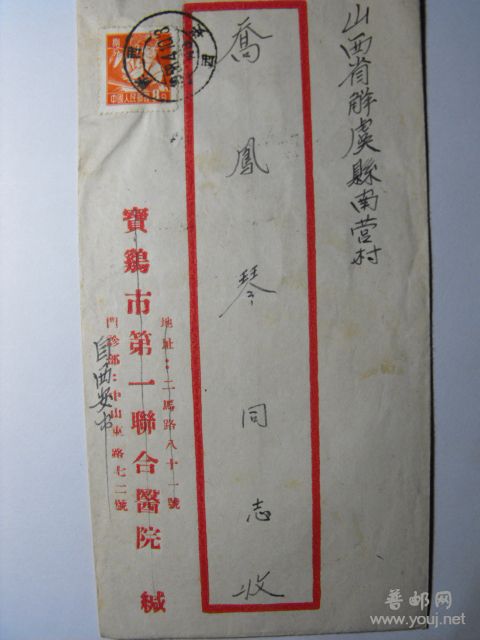 山西省解虞縣南营村
喬鳳琴同志收
地址：二馬路八十一號
寶鷄市第一聯合醫院 緘
門診部：中山東路七二號
自西安市
中國人民郵政
普邮网
www.youj.net